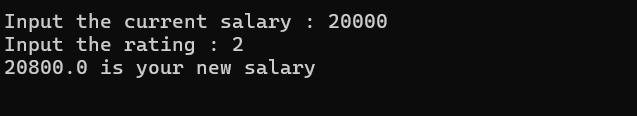 Input the current salary : 20000
Input the rating : 2
20800.0 is your new salary